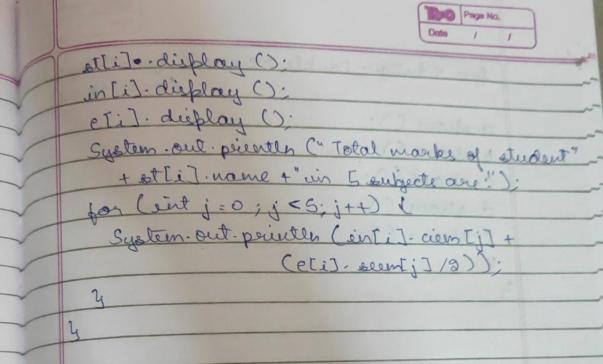 Page No.
Date / /
st[i].display ();
in[i].display ();
e[i].display ();
System.out.println ("Total marks of student"
+ st[i].name + "in 5 subjects are:");
for (int j=0; j<5; j++) {
System.out.println (in[i].ciem[j] +
(e[i].seem[j]/2));
}
}